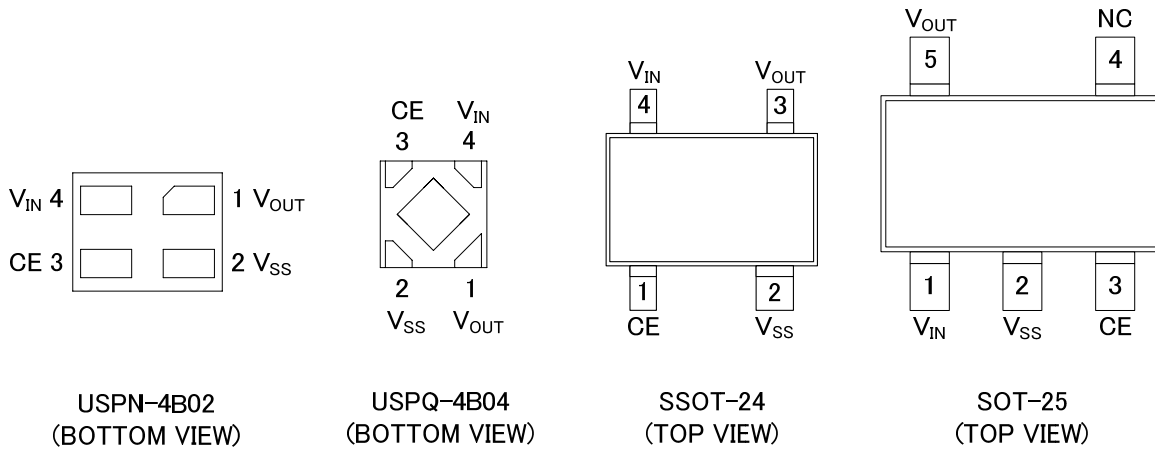 V_IN 4
1 V_OUT
CE 3
2 V_SS
USPN-4B02
(BOTTOM VIEW)
CE V_IN
3 4
2 1
V_SS V_OUT
USPQ-4B04
(BOTTOM VIEW)
V_IN V_OUT
4 3
1 2
CE V_SS
SSOT-24
(TOP VIEW)
V_OUT NC
5 4
1 2 3
V_IN V_SS CE
SOT-25
(TOP VIEW)